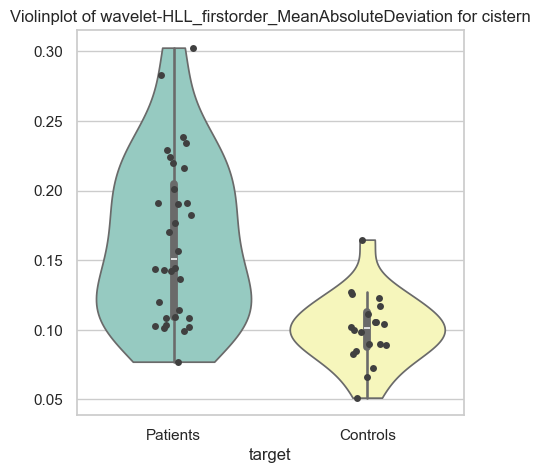 Violinplot of wavelet-HLL_firstorder_MeanAbsoluteDeviation for cistern
0.30
0.25
0.20
0.15
0.10
0.05
Patients
Controls
target